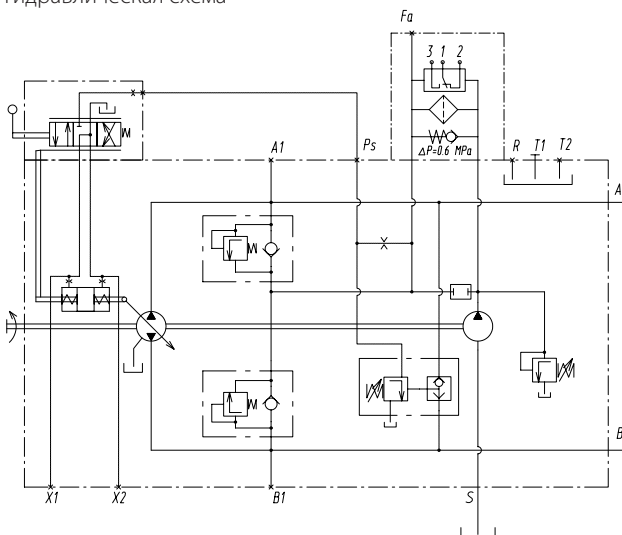 гидравлическая схема
Fa
3 1 2
ΔP=0.6 MPa
A1
Ps
R T1 T2
A
B
X1 X2
B1
S